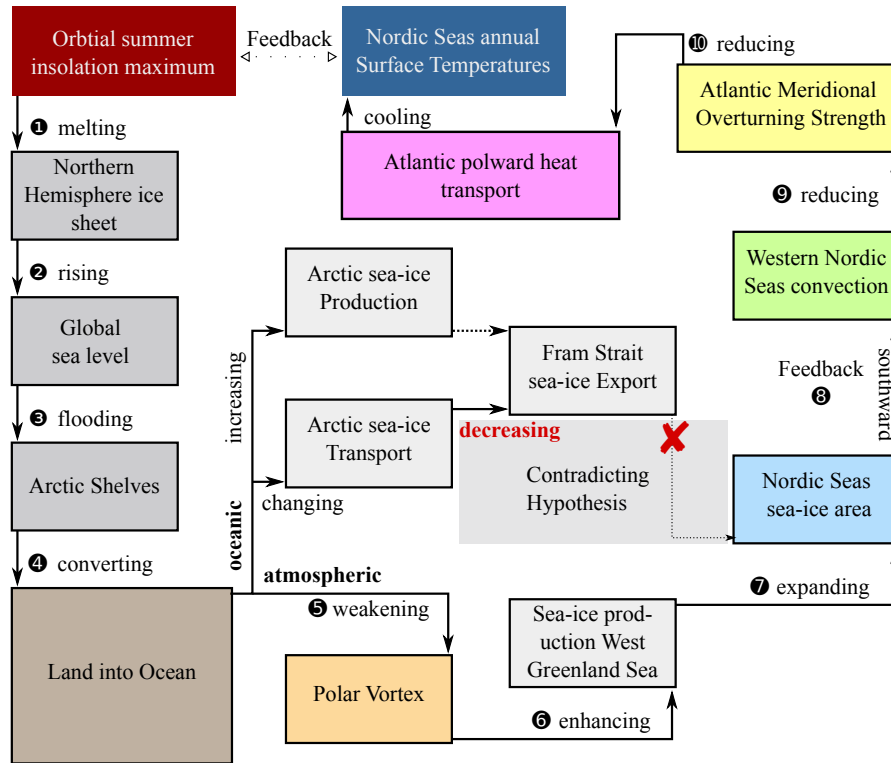 Orbtial summer
insolation maximum
Feedback
Nordic Seas annual
Surface Temperatures
❿ reducing
Atlantic Meridional
Overturning Strength
❶ melting
cooling
Northern
Hemisphere ice
sheet
Atlantic polward heat
transport
❾ reducing
❷ rising
Arctic sea-ice
Production
Western Nordic
Seas convection
Global
sea level
increasing
Fram Strait
sea-ice Export
Feedback
❽
southward
❸ flooding
Arctic sea-ice
Transport
decreasing
Contradicting
Hypothesis
Arctic Shelves
changing
Nordic Seas
sea-ice area
oceanic
❹ converting
atmospheric
❺ weakening
❼ expanding
Land into Ocean
Polar Vortex
Sea-ice prod-
uction West
Greenland Sea
❻ enhancing